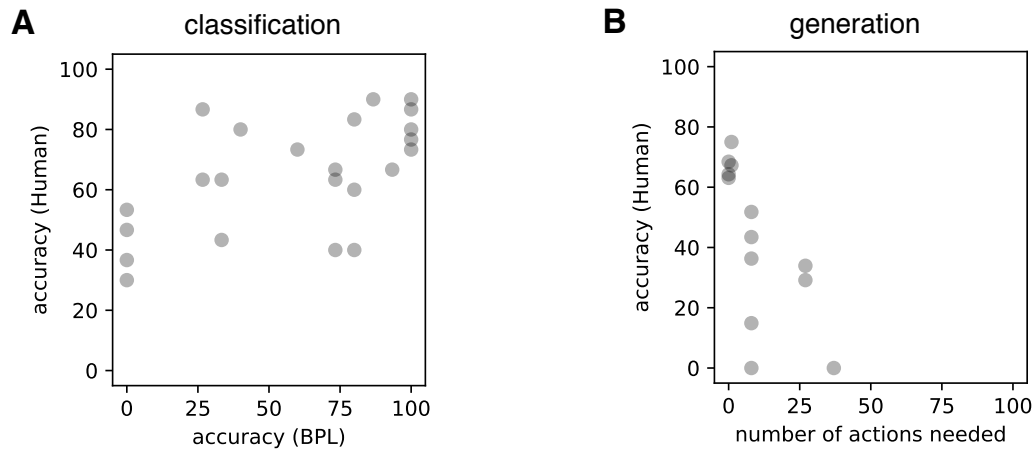 A
classification
100
80
60
40
20
0
accuracy (Human)
0 25 50 75 100
accuracy (BPL)
B
generation
100
80
60
40
20
0
accuracy (Human)
0 25 50 75 100
number of actions needed